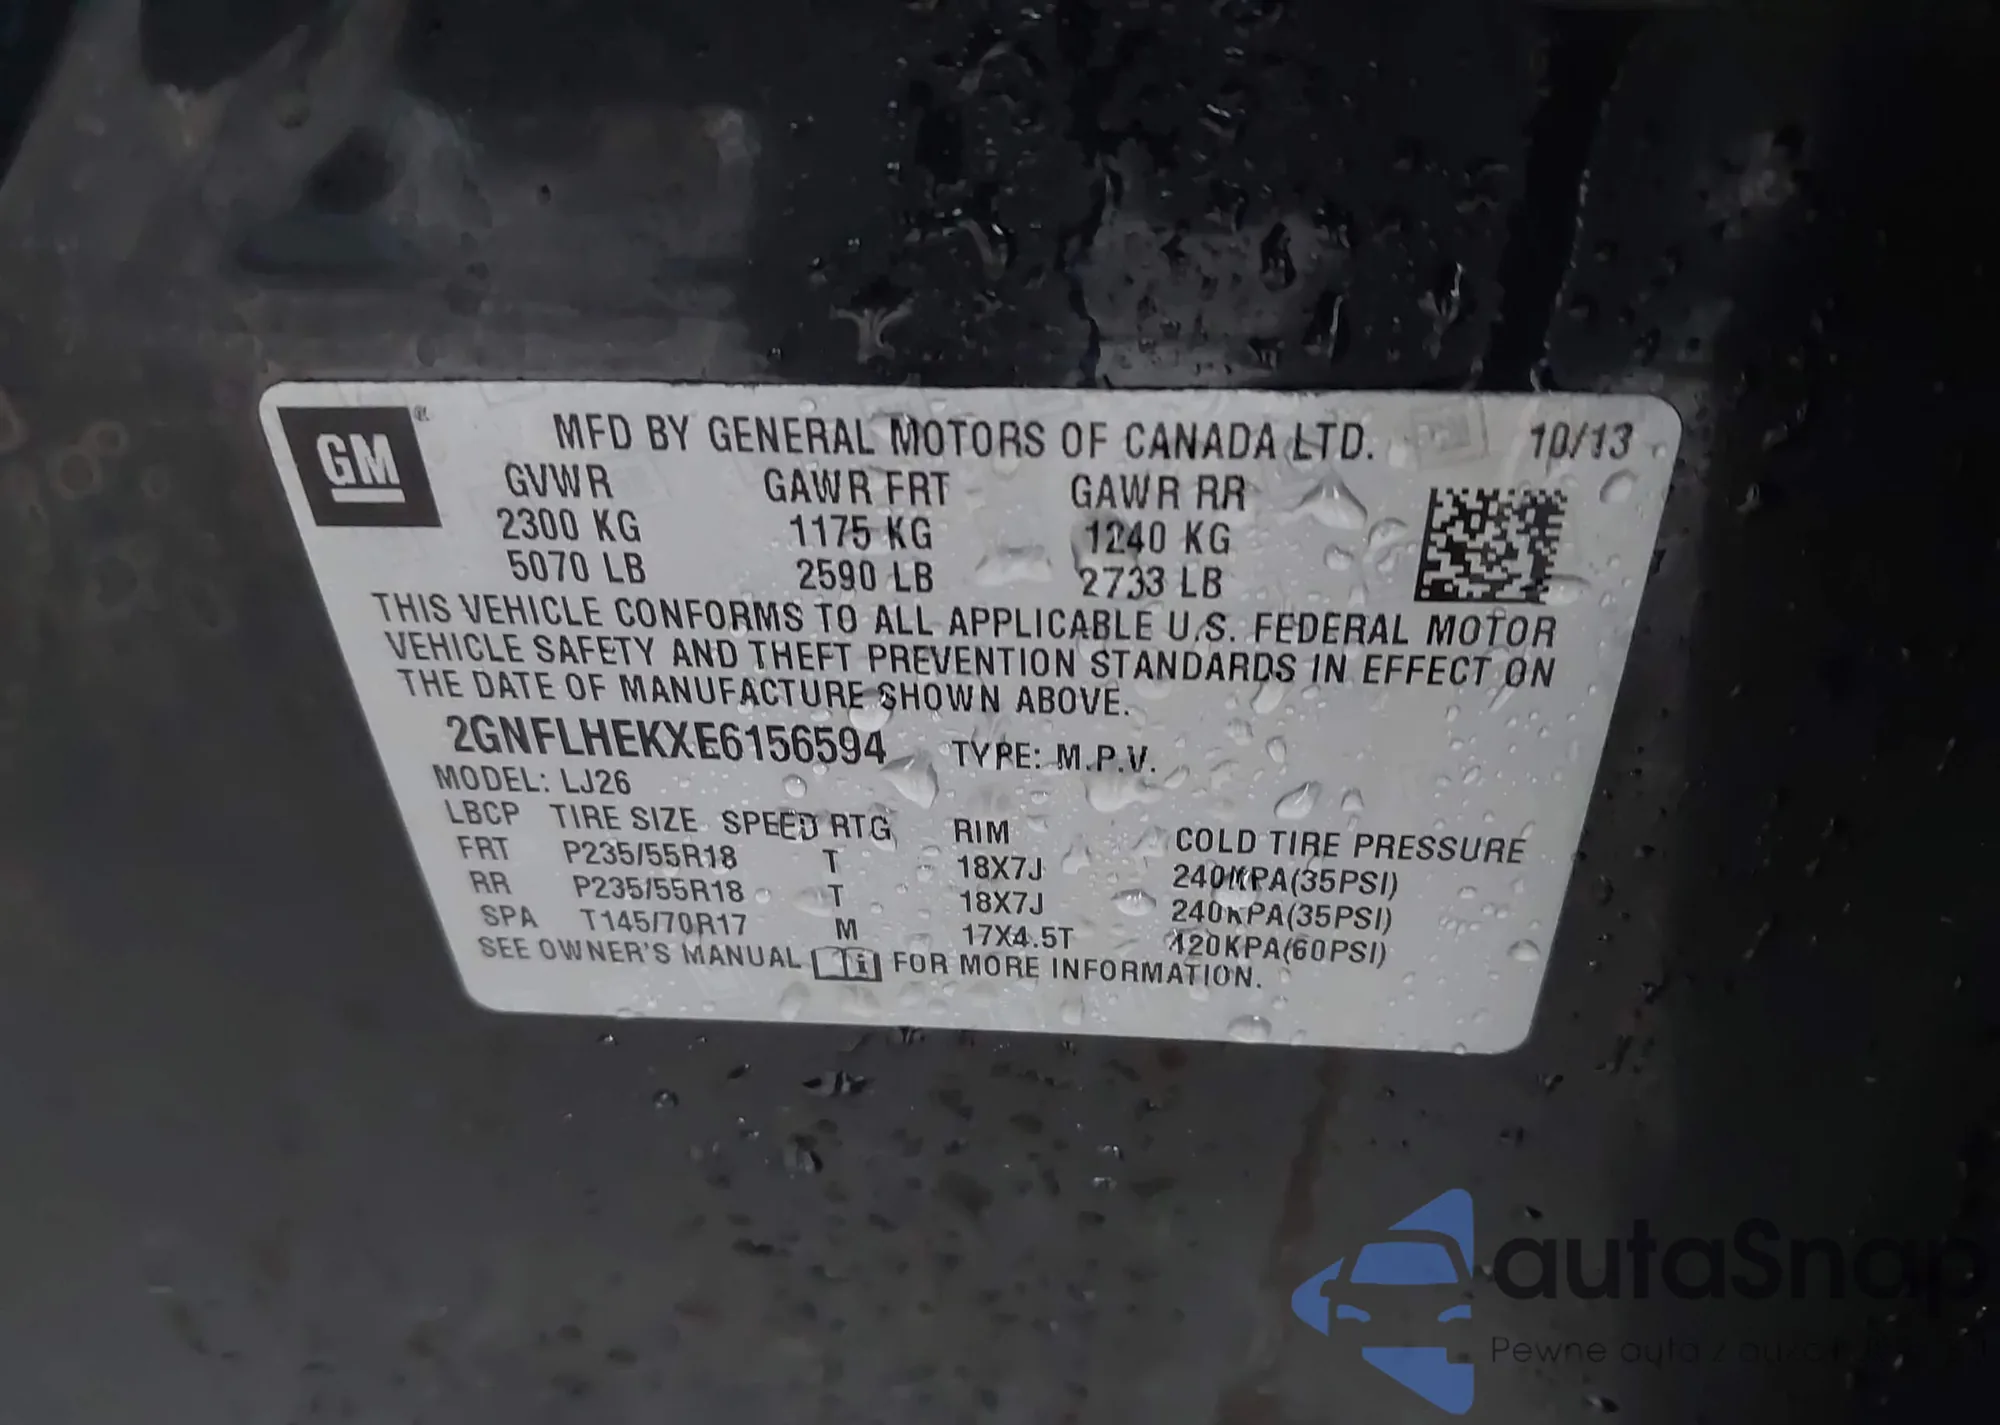 GM ®
MFD BY GENERAL MOTORS OF CANADA LTD. 10/13
GVWR GAWR FRT GAWR RR
2300 KG 1175 KG 1240 KG
5070 LB 2590 LB 2733 LB
THIS VEHICLE CONFORMS TO ALL APPLICABLE U.S. FEDERAL MOTOR
VEHICLE SAFETY AND THEFT PREVENTION STANDARDS IN EFFECT ON
THE DATE OF MANUFACTURE SHOWN ABOVE.
2GNFLHEKXE6156594 TYPE: M.P.V.
MODEL: LJ26
LBCP TIRE SIZE SPEED RTG RIM COLD TIRE PRESSURE
FRT P235/55R18 T 18X7J 240KPA(35PSI)
RR P235/55R18 T 18X7J 240KPA(35PSI)
SPA T145/70R17 M 17X4.5T 420KPA(60PSI)
SEE OWNER'S MANUAL i FOR MORE INFORMATION.
autaSnap
Pewne auta z